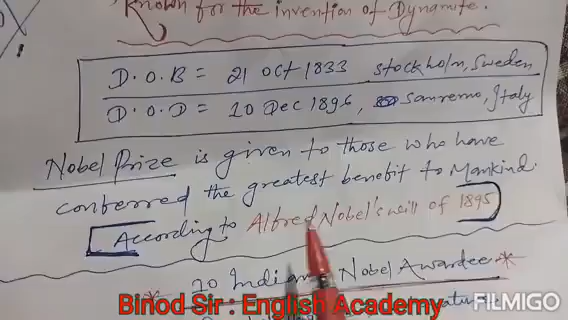 Known for the invention of Dynamite.
D.O.B = 21 Oct 1833 Stockholm, Sweden
D.O.D = 10 Dec 1896, Sanremo, Italy
Nobel Prize is given to those who have
conferred the greatest benefit to Mankind.
According to Alfred Nobel's will of 1895
* 10 Indian Nobel Awardee *
Binod Sir : English Academy
FILMIGO